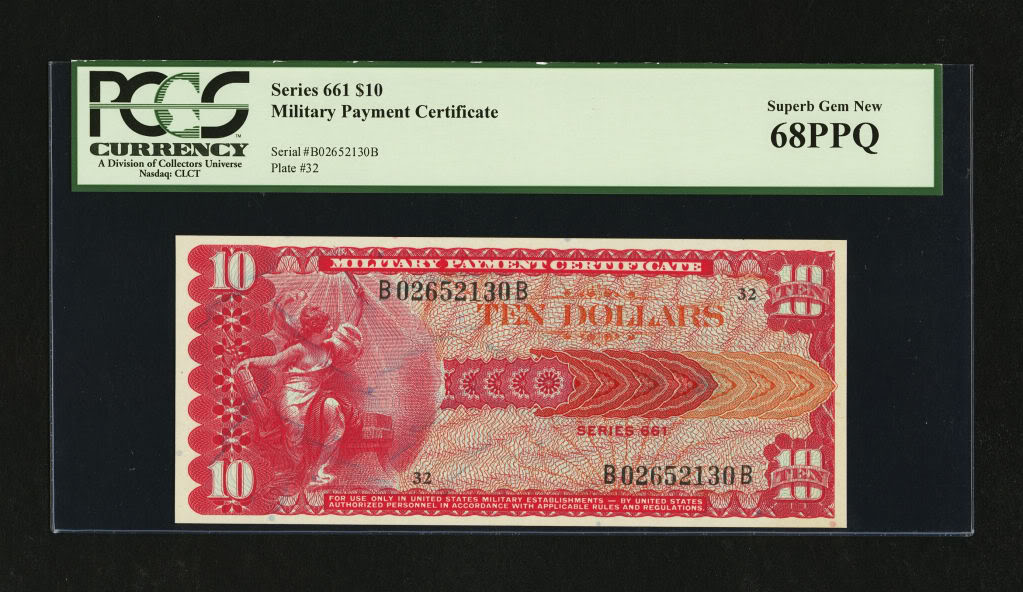 PCGS
™
CURRENCY
A Division of Collectors Universe
Nasdaq: CLCT
Series 661 $10
Military Payment Certificate
Serial #B02652130B
Plate #32
Superb Gem New
68PPQ
10
MILITARY PAYMENT CERTIFICATE
10
TEN
B02652130B
32
TEN DOLLARS
SERIES 661
10
32
B02652130B
10
TEN
FOR USE ONLY IN UNITED STATES MILITARY ESTABLISHMENTS — BY UNITED STATES
AUTHORIZED PERSONNEL IN ACCORDANCE WITH APPLICABLE RULES AND REGULATIONS.